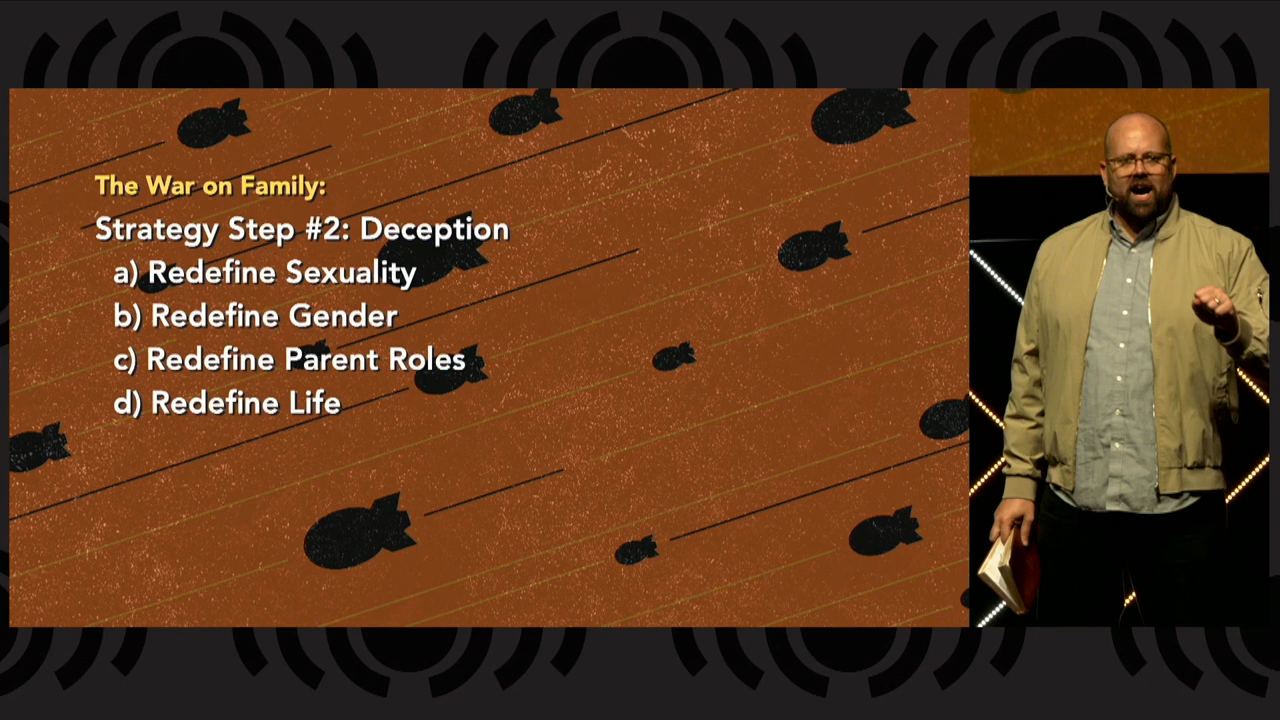 The War on Family:
Strategy Step #2: Deception
a) Redefine Sexuality
b) Redefine Gender
c) Redefine Parent Roles
d) Redefine Life